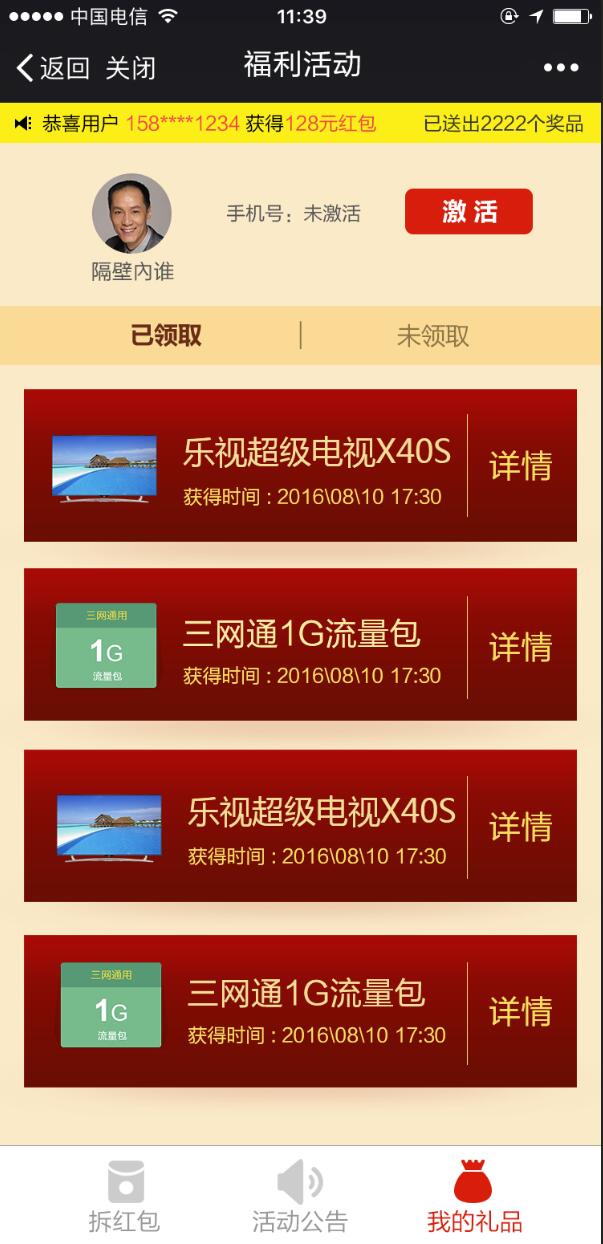 中国电信 11:39
返回 关闭 福利活动
恭喜用户 158****1234 获得128元红包 已送出2222个奖品
手机号：未激活 激 活
隔壁內谁
已领取 | 未领取
乐视超级电视X40S
获得时间 : 2016\08\10 17:30
详情
三网通用
1G
流量包
三网通1G流量包
获得时间 : 2016\08\10 17:30
详情
乐视超级电视X40S
获得时间 : 2016\08\10 17:30
详情
三网通用
1G
流量包
三网通1G流量包
获得时间 : 2016\08\10 17:30
详情
拆红包 活动公告 我的礼品